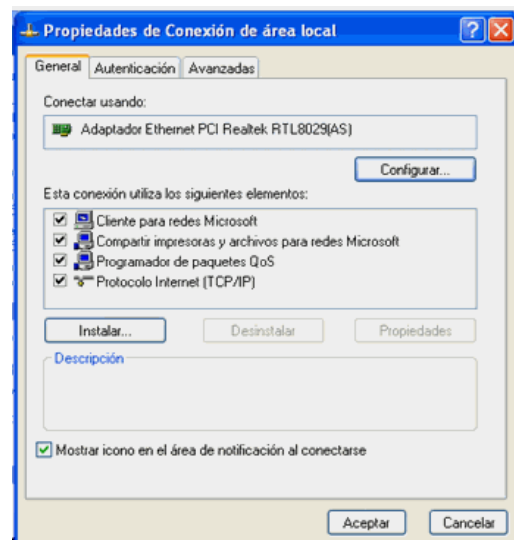 Propiedades de Conexión de área local
General Autenticación Avanzadas
Conectar usando:
Adaptador Ethernet PCI Realtek RTL8029(AS)
Configurar...
Esta conexión utiliza los siguientes elementos:
Cliente para redes Microsoft
Compartir impresoras y archivos para redes Microsoft
Programador de paquetes QoS
Protocolo Internet (TCP/IP)
Instalar... Desinstalar Propiedades
Descripción
Mostrar icono en el área de notificación al conectarse
Aceptar Cancelar